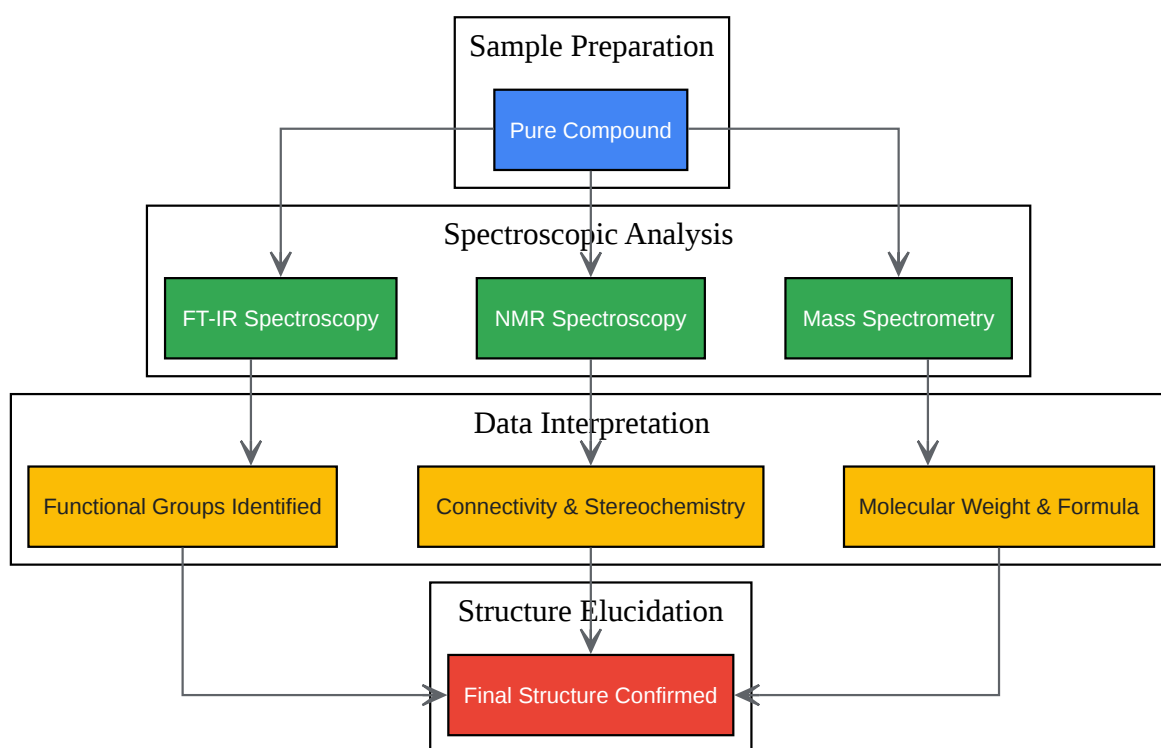 Sample Preparation
Pure Compound
Spectroscopic Analysis
FT-IR Spectroscopy
NMR Spectroscopy
Mass Spectrometry
Data Interpretation
Functional Groups Identified
Connectivity & Stereochemistry
Molecular Weight & Formula
Structure Elucidation
Final Structure Confirmed